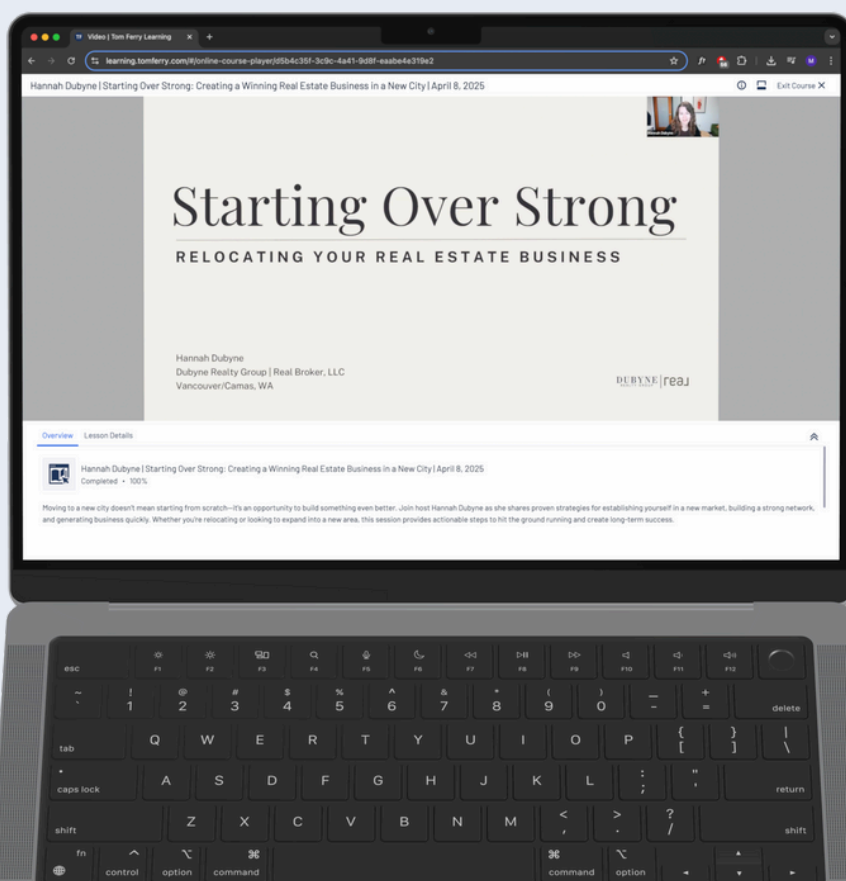 Video | Tom Ferry Learning
learning.tomferry.com/#/online-course-player/d5b4c35f-3c9c-4a41-9d8f-eaabe4e319e2
Hannah Dubyne | Starting Over Strong: Creating a Winning Real Estate Business in a New City | April 8, 2025
Exit Course X
Starting Over Strong
RELOCATING YOUR REAL ESTATE BUSINESS
Hannah Dubyne
Dubyne Realty Group | Real Broker, LLC
Vancouver/Camas, WA
DUBYNE | real
Overview Lesson Details
Hannah Dubyne | Starting Over Strong: Creating a Winning Real Estate Business in a New City | April 8, 2025
Completed • 100%
Moving to a new city doesn't mean starting from scratch—it's an opportunity to build something even better. Join host Hannah Dubyne as she shares proven strategies for establishing yourself in a new market, building a strong network,
and generating business quickly. Whether you're relocating or looking to expand into a new area, this session provides actionable steps to hit the ground running and create long-term success.
esc F1 F2 F3 F4 F5 F6 F7 F8 F9 F10 F11 F12
~ ! @ # $ % ^ & * ( ) — +
` 1 2 3 4 5 6 7 8 9 0 - = delete
tab Q W E R T Y U I O P { [ } ] | \
caps lock A S D F G H J K L : ; " ' return
shift Z X C V B N M < , > . ? / shift
fn control option command command option